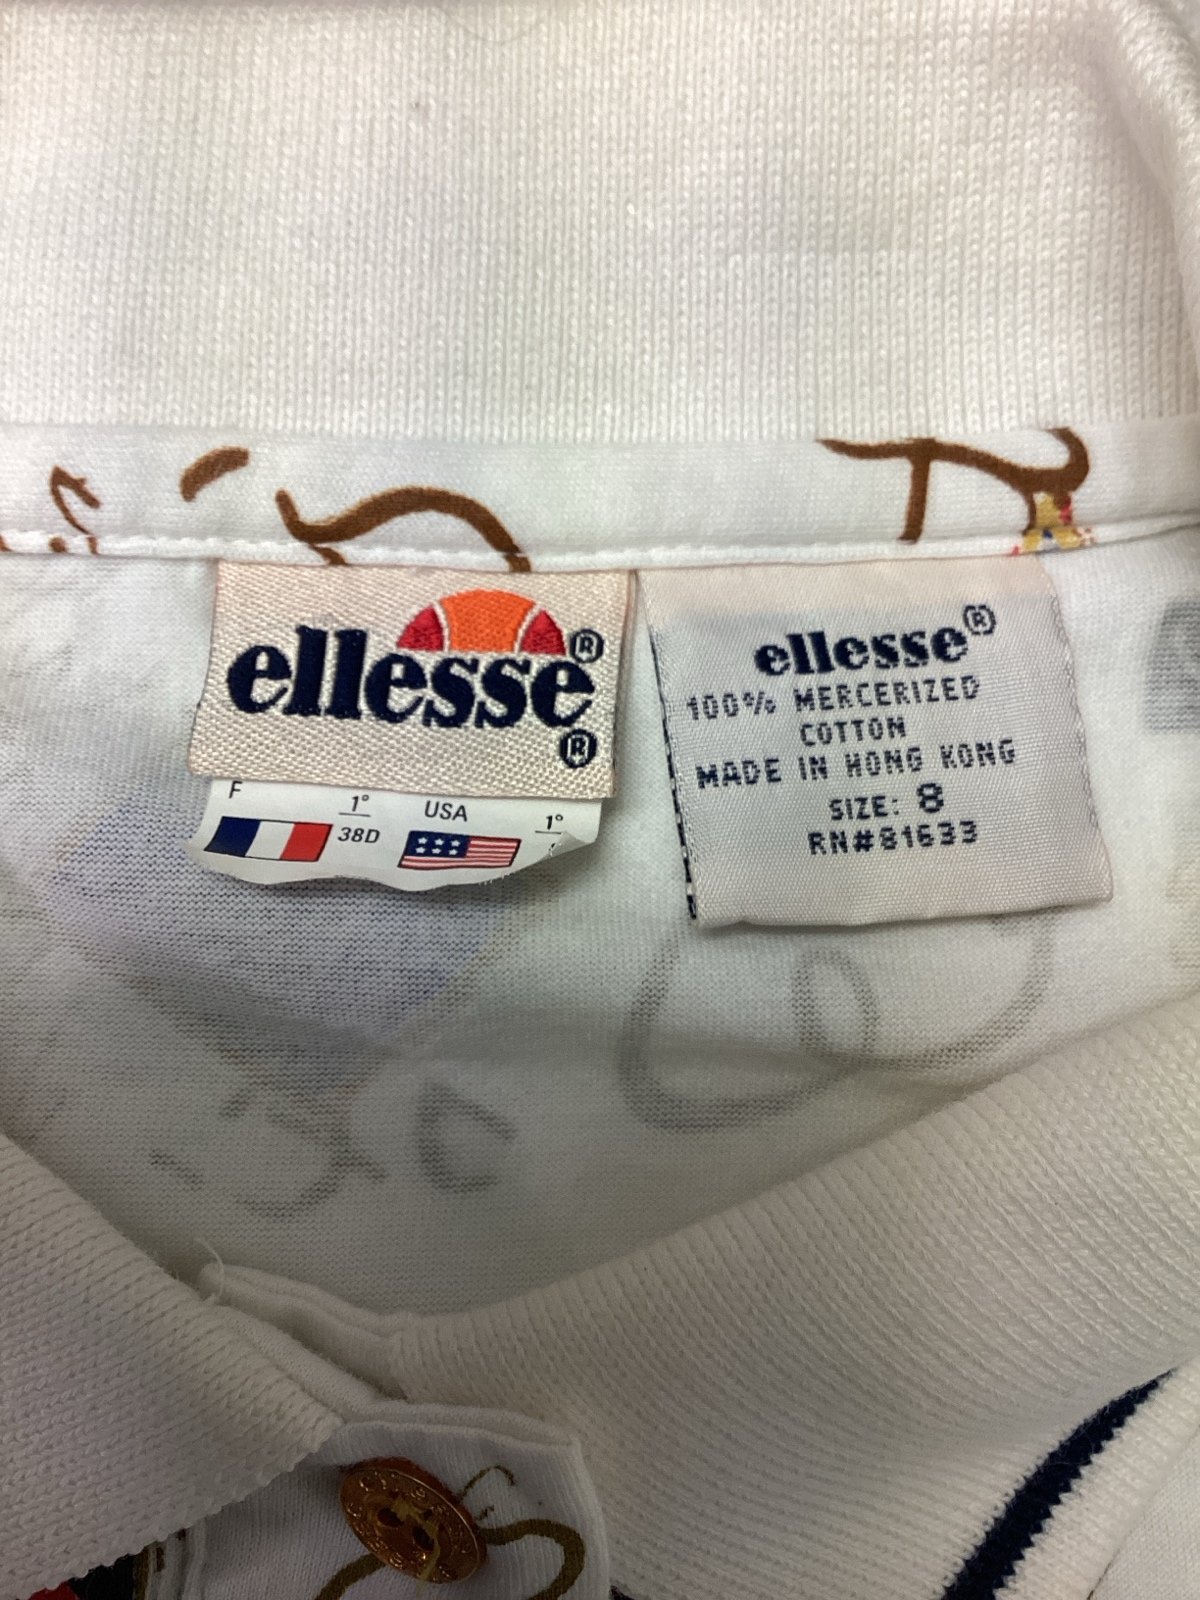 ellesse®
®
F 1° 38D USA 1°
ellesse®
100% MERCERIZED
COTTON
MADE IN HONG KONG
SIZE: 8
RN#81633